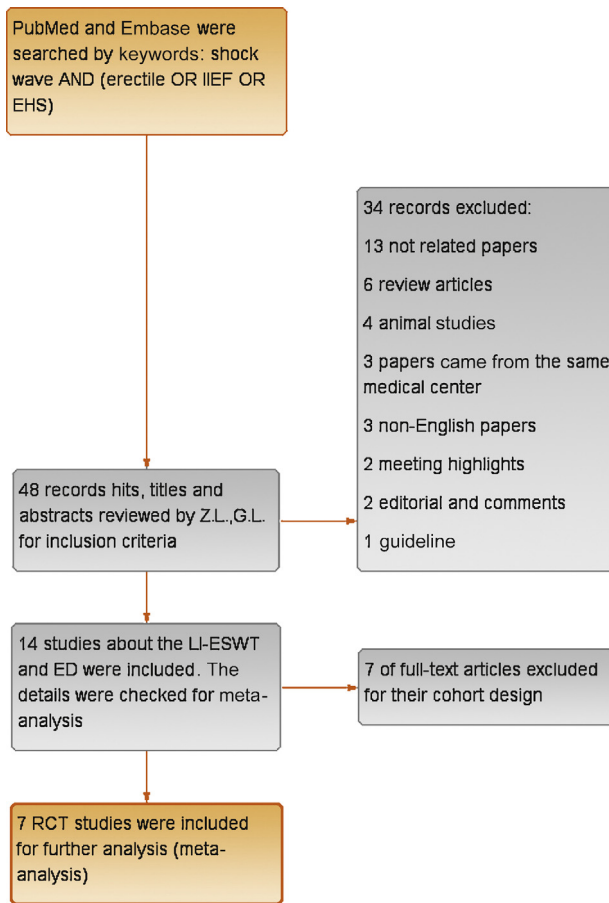 PubMed and Embase were
searched by keywords: shock
wave AND (erectile OR IIEF OR
EHS)
34 records excluded:
13 not related papers
6 review articles
4 animal studies
3 papers came from the same
medical center
3 non-English papers
2 meeting highlights
2 editorial and comments
1 guideline
48 records hits, titles and
abstracts reviewed by Z.L.,G.L.
for inclusion criteria
14 studies about the LI-ESWT
and ED were included. The
details were checked for meta-
analysis
7 of full-text articles excluded
for their cohort design
7 RCT studies were included
for further analysis (meta-
analysis)